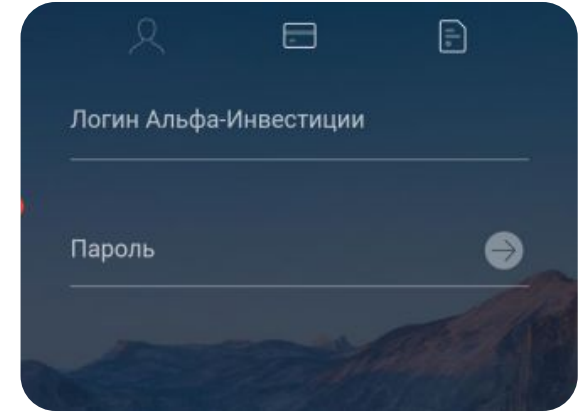 Логин Альфа-Инвестиции
Пароль